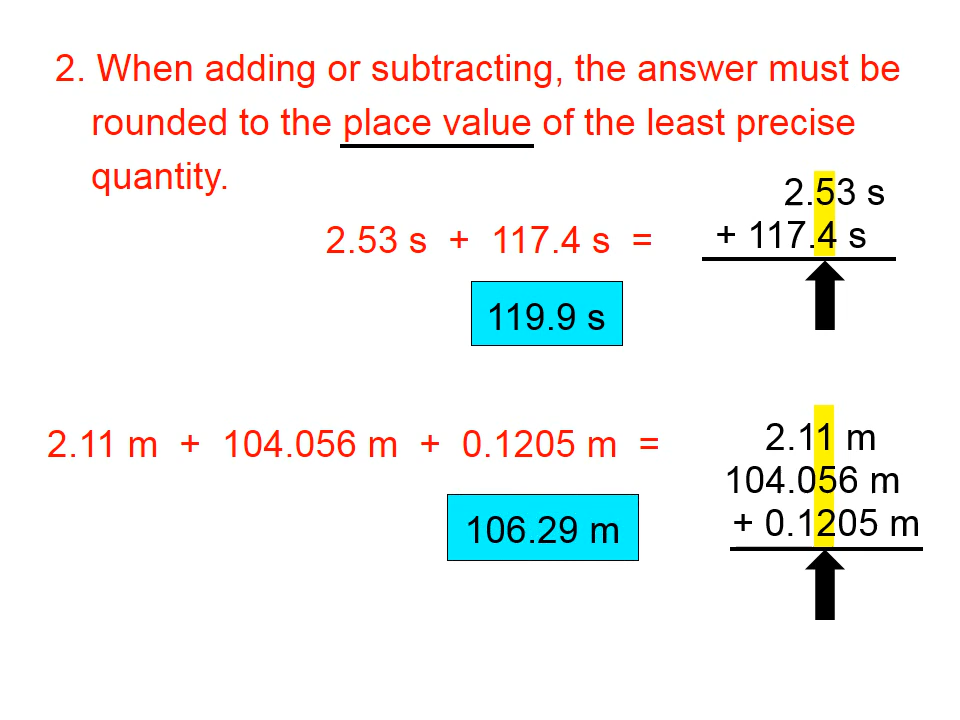 2. When adding or subtracting, the answer must be
rounded to the place value of the least precise
quantity.
2.53 s + 117.4 s =
2.53 s
+ 117.4 s
119.9 s
2.11 m + 104.056 m + 0.1205 m =
2.11 m
104.056 m
+ 0.1205 m
106.29 m